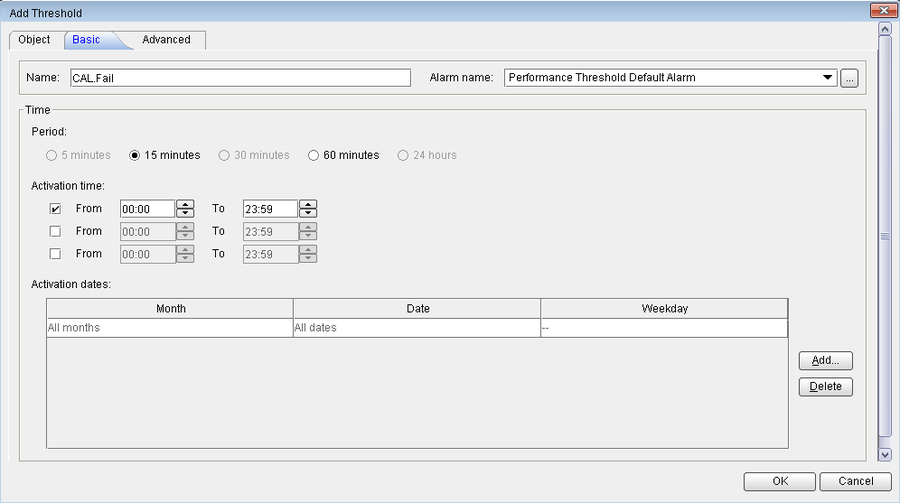 Add Threshold
Object Basic Advanced
Name: CAL.Fail Alarm name: Performance Threshold Default Alarm ...
Time
Period:
5 minutes 15 minutes 30 minutes 60 minutes 24 hours
Activation time:
From 00:00 To 23:59
From 00:00 To 23:59
From 00:00 To 23:59
Activation dates:
Month Date Weekday
All months All dates --
Add...
Delete
OK Cancel